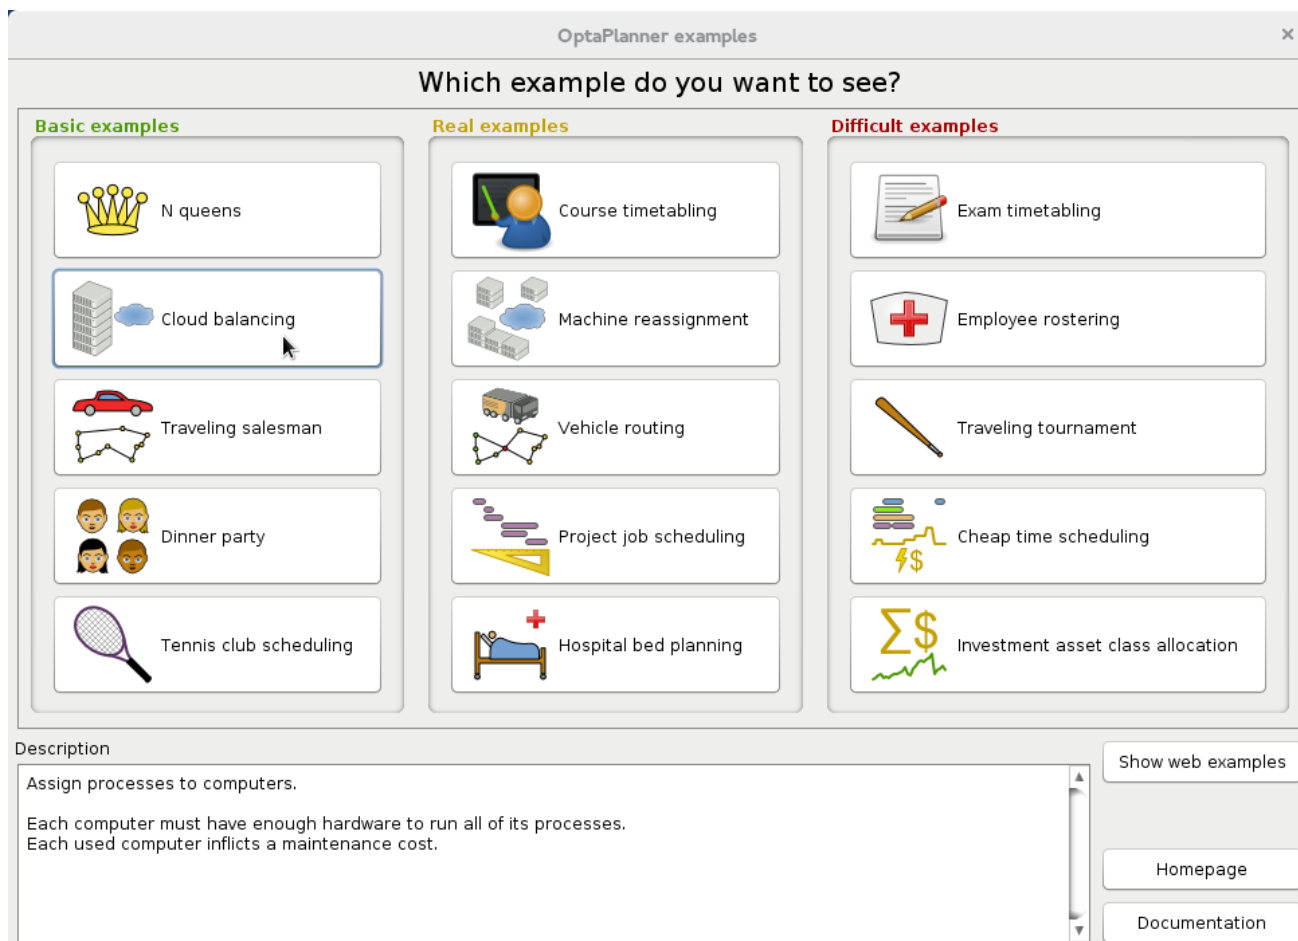 OptaPlanner examples
Which example do you want to see?
Basic examples
N queens
Cloud balancing
Traveling salesman
Dinner party
Tennis club scheduling
Real examples
Course timetabling
Machine reassignment
Vehicle routing
Project job scheduling
Hospital bed planning
Difficult examples
Exam timetabling
Employee rostering
Traveling tournament
Cheap time scheduling
Investment asset class allocation
Description
Assign processes to computers.
Each computer must have enough hardware to run all of its processes.
Each used computer inflicts a maintenance cost.
Show web examples
Homepage
Documentation